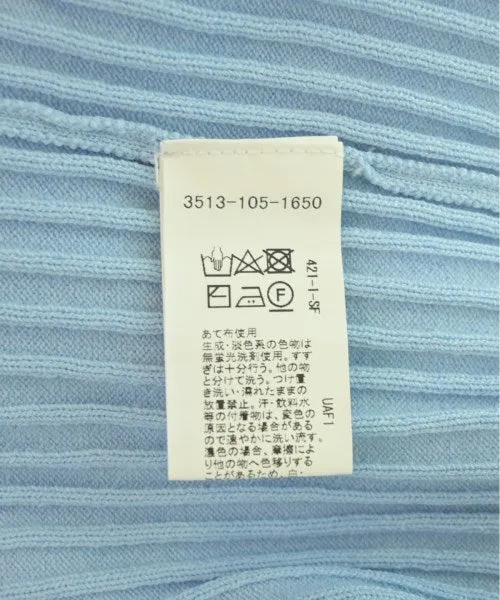 3513-105-1650
421-1-SF
UAF1
あて布使用
生成・淡色系の色物は
無蛍光洗剤使用。すす
ぎは十分行う。他の物
と分けて洗う。つけ置
き洗い・濡れたままの
放置禁止。汗・飲料水
等の付着物は、変色の
原因となる場合がある
ので速やかに洗い流す。
濃色の場合、摩擦によ
り他の物へ色移りする
ことがあるため、白・